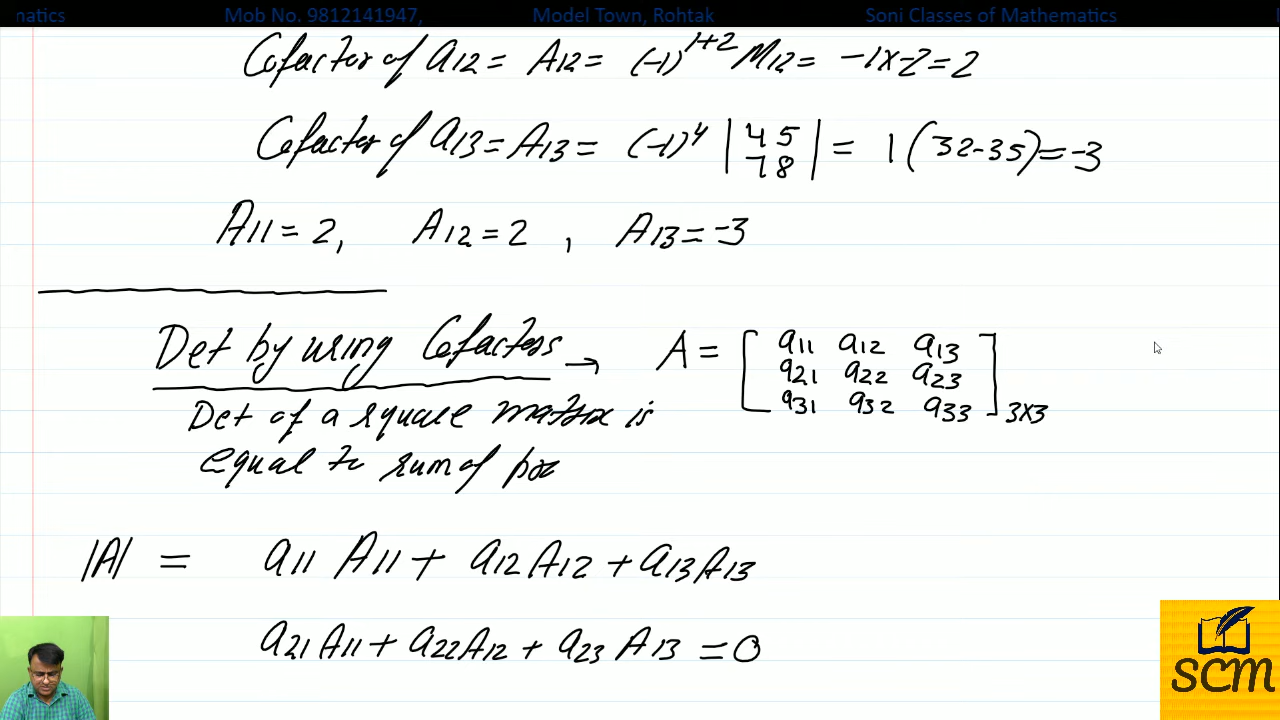 natics Mob No. 9812141947, Model Town, Rohtak Soni Classes of Mathematics
Cofactor of a12 = A12 = (-1)^1+2 M12 = -1x-2 = 2
Cofactor of a13 = A13 = (-1)^4 |4 5 = 1(32-35) = -3
7 8|
A11 = 2, A12 = 2, A13 = -3
Det by using Cofactors → A = [a11 a12 a13
a21 a22 a23
a31 a32 a33]3x3
Det of a square matrix is
equal to sum of
|A| = a11 A11 + a12 A12 + a13 A13
a21 A11 + a22 A12 + a23 A13 = 0
SCM